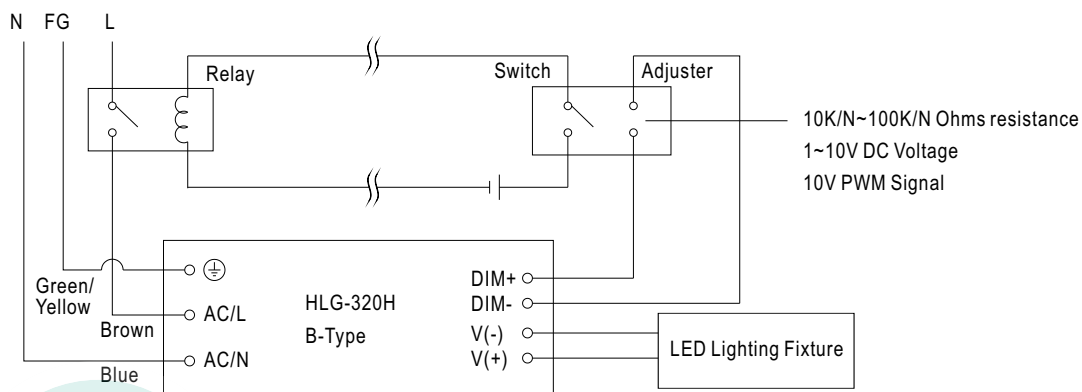 N FG L
Relay
Switch
Adjuster
10K/N~100K/N Ohms resistance
1~10V DC Voltage
10V PWM Signal
Green/
Yellow
Brown
Blue
AC/L
AC/N
HLG-320H
B-Type
DIM+
DIM-
V(-)
V(+)
LED Lighting Fixture